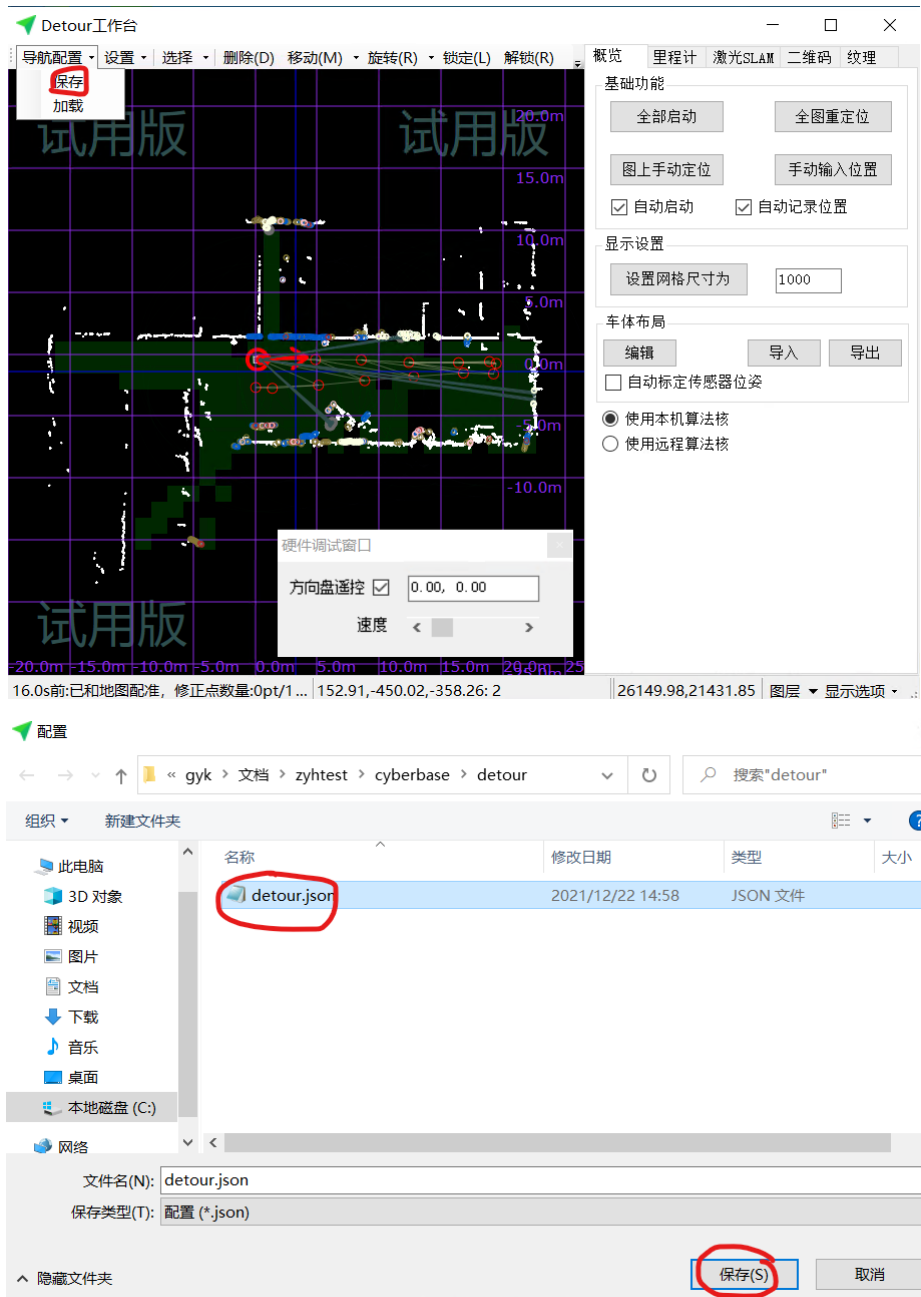 Detour工作台
导航配置 设置 选择 删除(D) 移动(M) 旋转(R) 锁定(L) 解锁(R)
保存
加载
试用版 试用版
20.0m
15.0m
10.0m
5.0m
0.0m
-5.0m
-10.0m
试用版
-20.0m -15.0m -10.0m -5.0m 0.0m 5.0m 10.0m 15.0m 20.0m 25
硬件调试窗口
方向盘遥控 0.00, 0.00
速度
概览 里程计 激光SLAM 二维码 纹理
基础功能
全部启动 全图重定位
图上手动定位 手动输入位置
自动启动 自动记录位置
显示设置
设置网格尺寸为 1000
车体布局
编辑 导入 导出
自动标定传感器位姿
使用本机算法核
使用远程算法核
16.0s前:已和地图配准, 修正点数量:0pt/1... 152.91,-450.02,-358.26: 2 26149.98,21431.85 图层 显示选项
配置
« gyk › 文档 › zyhtest › cyberbase › detour 搜索"detour"
组织 新建文件夹
名称 修改日期 类型 大小
detour.json 2021/12/22 14:58 JSON 文件
此电脑
3D 对象
视频
图片
文档
下载
音乐
桌面
本地磁盘 (C:)
网络
文件名(N): detour.json
保存类型(T): 配置 (*.json)
隐藏文件夹 保存(S) 取消